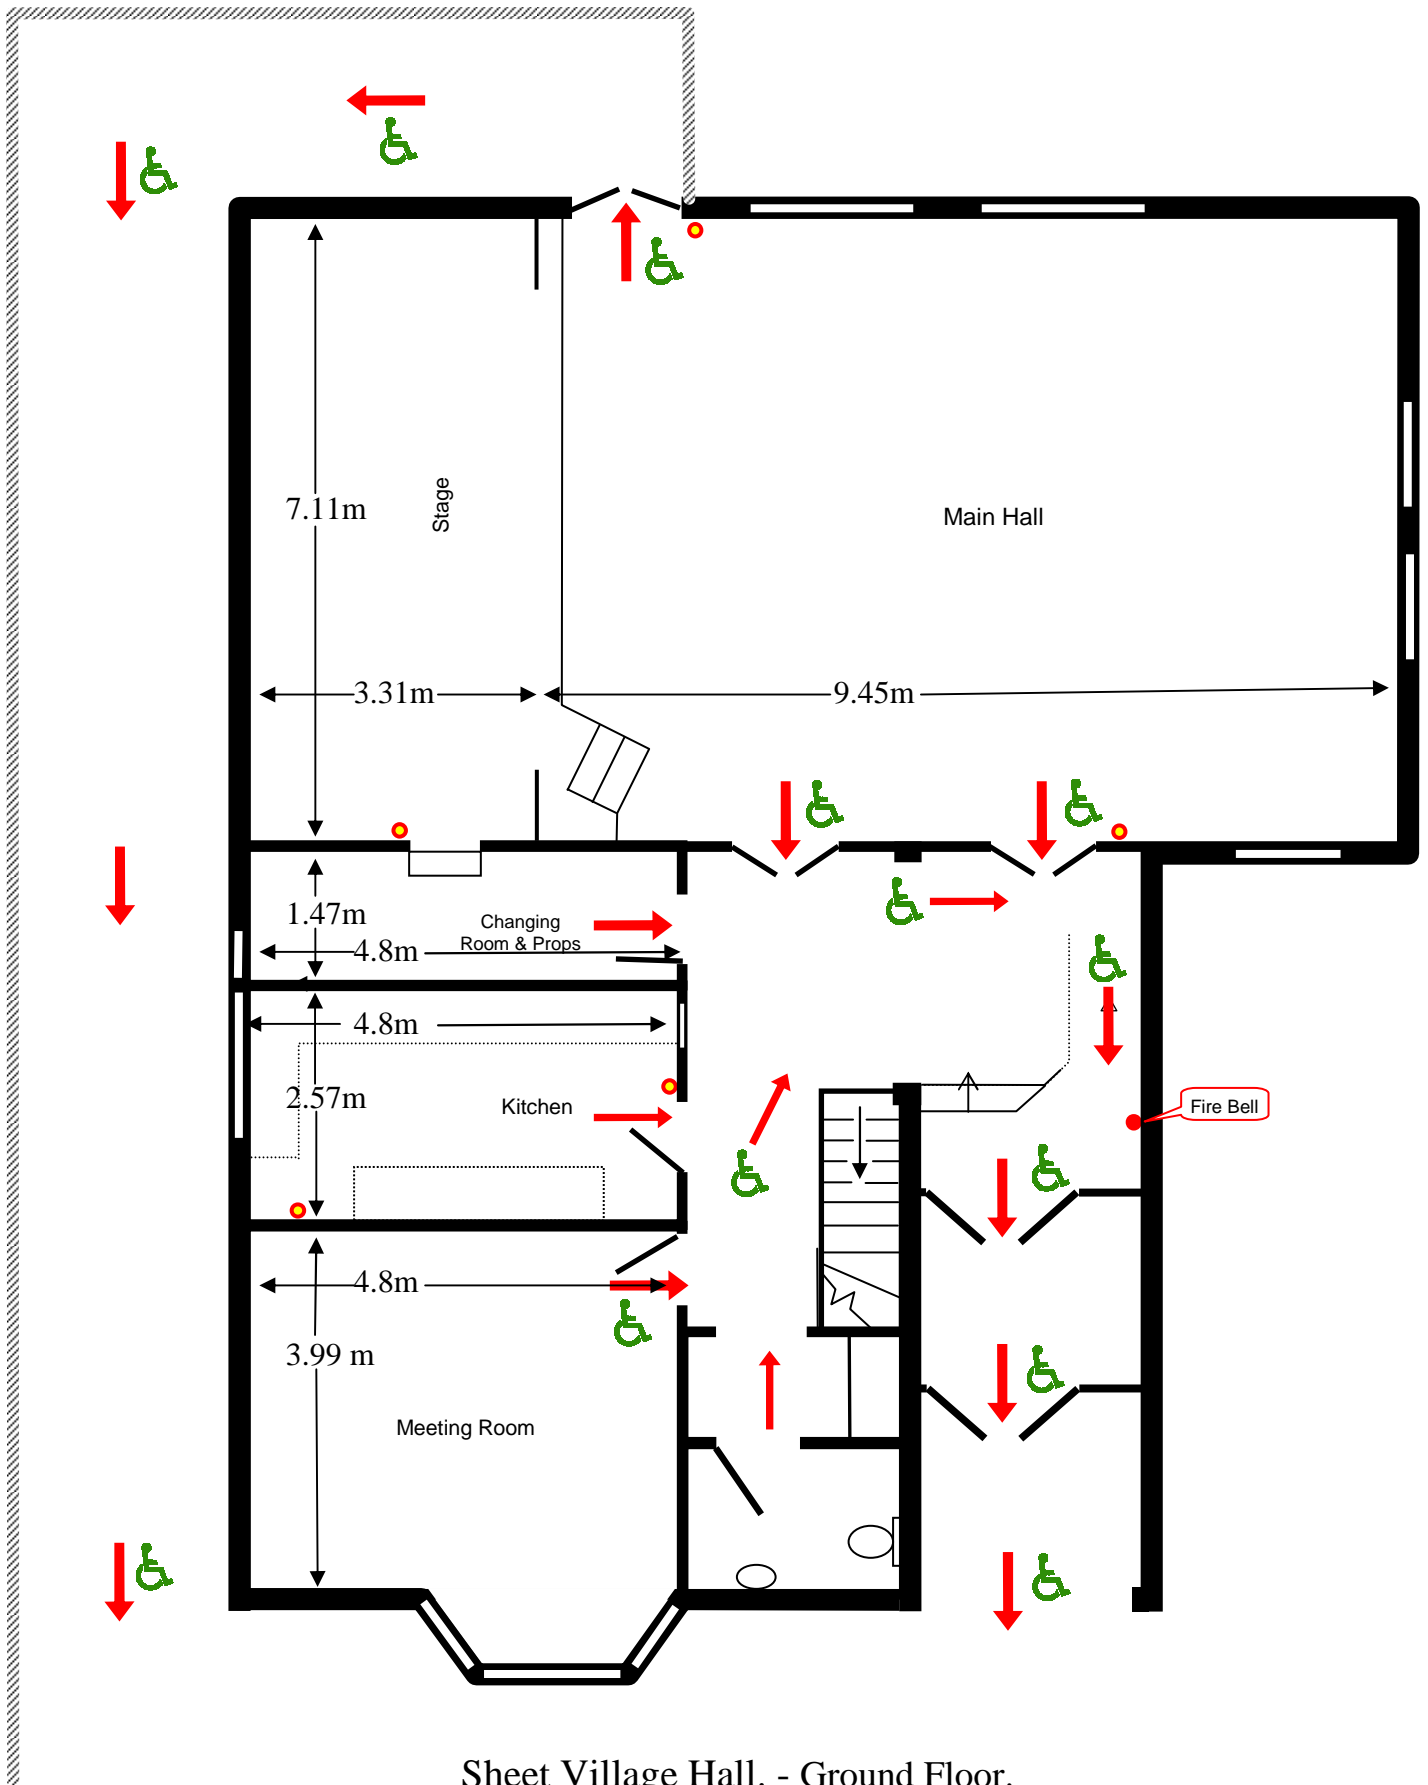 7.11m
Stage
Main Hall
3.31m
9.45m
1.47m
Changing
Room & Props
4.8m
4.8m
2.57m
Kitchen
Fire Bell
4.8m
3.99 m
Meeting Room
Sheet Village Hall. - Ground Floor.